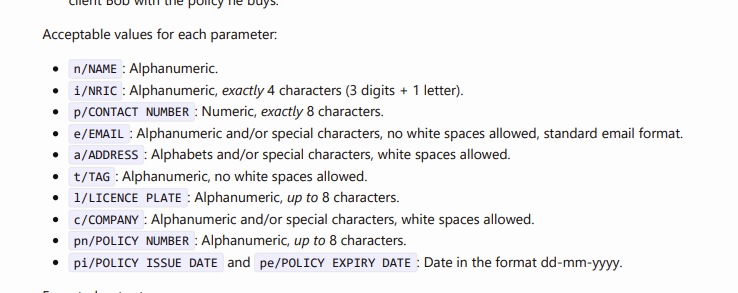 client Bob with the policy he buys.
Acceptable values for each parameter:
n/NAME : Alphanumeric.
i/NRIC : Alphanumeric, exactly 4 characters (3 digits + 1 letter).
p/CONTACT NUMBER : Numeric, exactly 8 characters.
e/EMAIL : Alphanumeric and/or special characters, no white spaces allowed, standard email format.
a/ADDRESS : Alphabets and/or special characters, white spaces allowed.
t/TAG : Alphanumeric, no white spaces allowed.
l/LICENCE PLATE : Alphanumeric, up to 8 characters.
c/COMPANY : Alphanumeric and/or special characters, white spaces allowed.
pn/POLICY NUMBER : Alphanumeric, up to 8 characters.
pi/POLICY ISSUE DATE and pe/POLICY EXPIRY DATE : Date in the format dd-mm-yyyy.